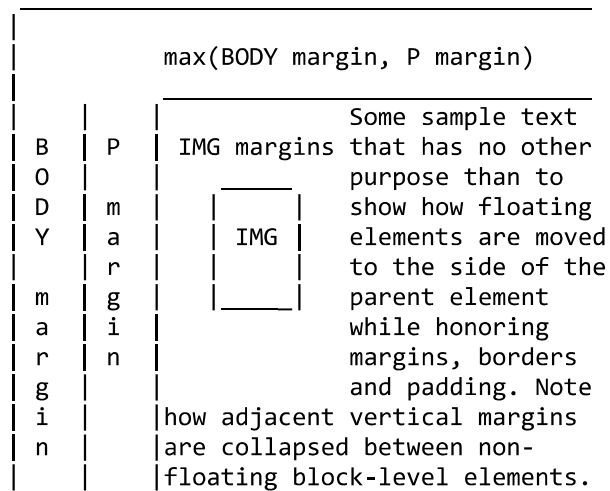 max(BODY margin, P margin)
Some sample text
B P IMG margins that has no other
O purpose than to
D m show how floating
Y a IMG elements are moved
r to the side of the
m g parent element
a i while honoring
r n margins, borders
g and padding. Note
i how adjacent vertical margins
n are collapsed between non-
floating block-level elements.